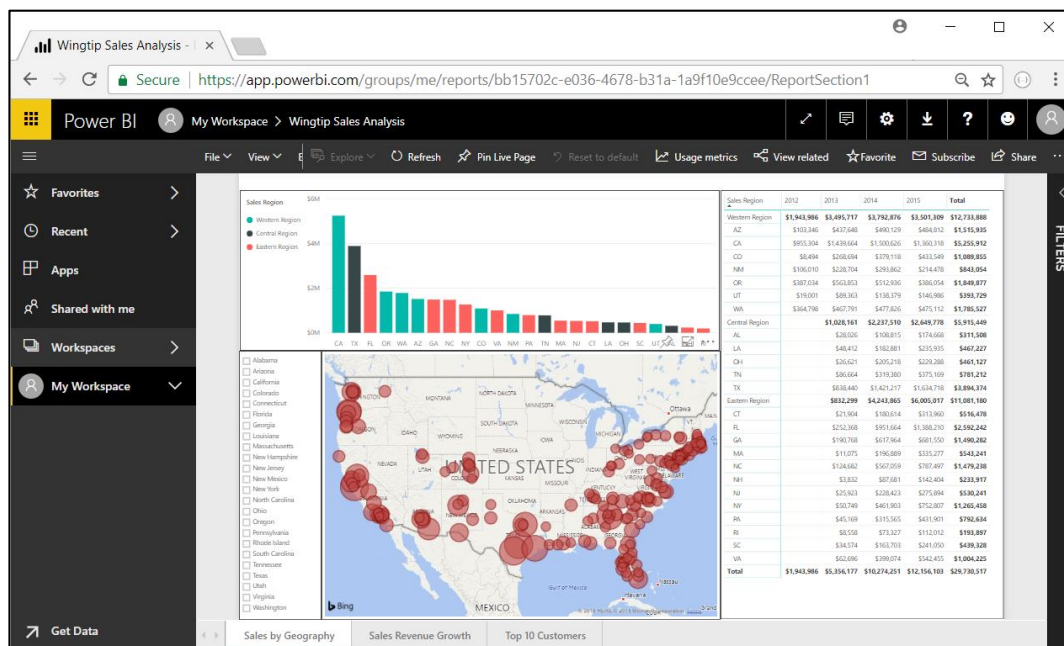 Wingtip Sales Analysis -
Secure https://app.powerbi.com/groups/me/reports/bb15702c-e036-4678-b31a-1a9f10e9ccee/ReportSection1
Power BI My Workspace > Wingtip Sales Analysis
File View Explore Refresh Pin Live Page Reset to default Usage metrics View related Favorite Subscribe Share
Favorites
Recent
Apps
Shared with me
Workspaces
My Workspace
Get Data
FILTERS
Sales Region
Western Region
Central Region
Eastern Region
$6M
$4M
$2M
$0M
CA TX FL OR WA AZ GA NC NY CO VA NM PA TN MA NJ CT LA OH SC UT
Alabama
Arizona
California
Colorado
Connecticut
Florida
Georgia
Louisiana
Massachusetts
New Hampshire
New Jersey
New Mexico
New York
North Carolina
Ohio
Oregon
Pennsylvania
Rhode Island
South Carolina
Tennessee
Texas
Utah
Virginia
Washington
MONTANA
NORTH DAKOTA
MINNESOTA
Ottawa
SOUTH DAKOTA
WISCONSIN
MICHIGAN
IDAHO
WYOMING
IOWA
NEBRASKA
NEVADA
UTAH
UNITED STATES
MISSOURI
KENTUCKY
OKLAHOMA
ARKANSAS
Gulf of Mexico
Nassau
Havana
MEXICO
Bing
Sales Region 2012 2013 2014 2015 Total
Western Region $1,943,986 $3,495,717 $3,792,876 $3,501,309 $12,733,888
AZ $103,346 $437,648 $490,129 $484,812 $1,515,935
CA $955,304 $1,439,664 $1,500,626 $1,360,318 $5,255,912
CO $8,494 $268,694 $379,118 $433,549 $1,089,855
NM $106,010 $228,704 $293,862 $214,478 $843,054
OR $387,034 $563,853 $512,936 $386,054 $1,849,877
UT $19,001 $89,363 $138,379 $146,986 $393,729
WA $364,798 $467,791 $477,826 $475,112 $1,785,527
Central Region $1,028,161 $2,237,510 $2,649,778 $5,915,449
AL $28,026 $108,815 $174,668 $311,508
LA $48,412 $182,881 $235,935 $467,227
OH $26,621 $205,218 $229,288 $461,127
TN $86,664 $319,380 $375,169 $781,212
TX $838,440 $1,421,217 $1,634,718 $3,894,374
Eastern Region $832,299 $4,243,865 $6,005,017 $11,081,180
CT $21,904 $180,614 $313,960 $516,478
FL $252,368 $951,664 $1,388,210 $2,592,242
GA $190,768 $617,964 $681,550 $1,490,282
MA $11,075 $196,889 $335,277 $543,241
NC $124,682 $567,059 $787,497 $1,479,238
NH $3,832 $87,681 $142,404 $233,917
NJ $25,923 $228,423 $275,894 $530,241
NY $50,749 $461,903 $752,807 $1,265,458
PA $45,169 $315,565 $431,901 $792,634
RI $8,558 $73,327 $112,012 $193,897
SC $34,574 $163,703 $241,050 $439,328
VA $62,696 $399,074 $542,455 $1,004,225
Total $1,943,986 $5,356,177 $10,274,251 $12,156,103 $29,730,517
Sales by Geography Sales Revenue Growth Top 10 Customers